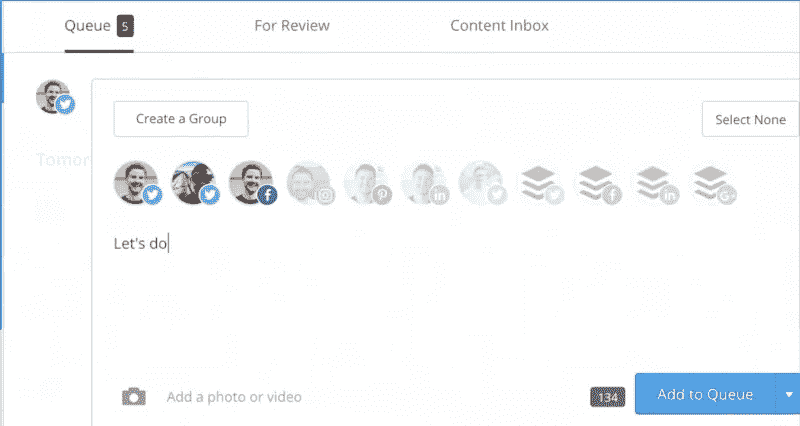 Queue 5 For Review Content Inbox
Create a Group Select None
Let's do
Add a photo or video 134 Add to Queue